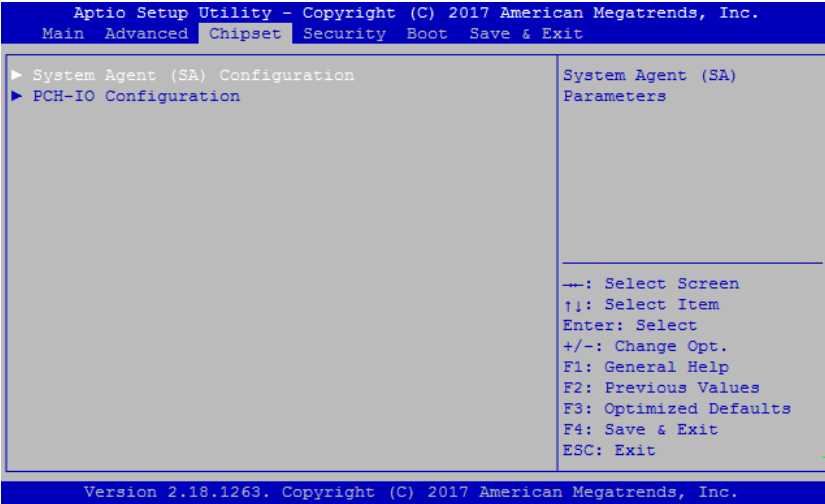 Aptio Setup Utility – Copyright (C) 2017 American Megatrends, Inc.
Main Advanced Chipset Security Boot Save & Exit
▶ System Agent (SA) Configuration
▶ PCH-IO Configuration
System Agent (SA)
Parameters
→←: Select Screen
↑↓: Select Item
Enter: Select
+/-: Change Opt.
F1: General Help
F2: Previous Values
F3: Optimized Defaults
F4: Save & Exit
ESC: Exit
Version 2.18.1263. Copyright (C) 2017 American Megatrends, Inc.